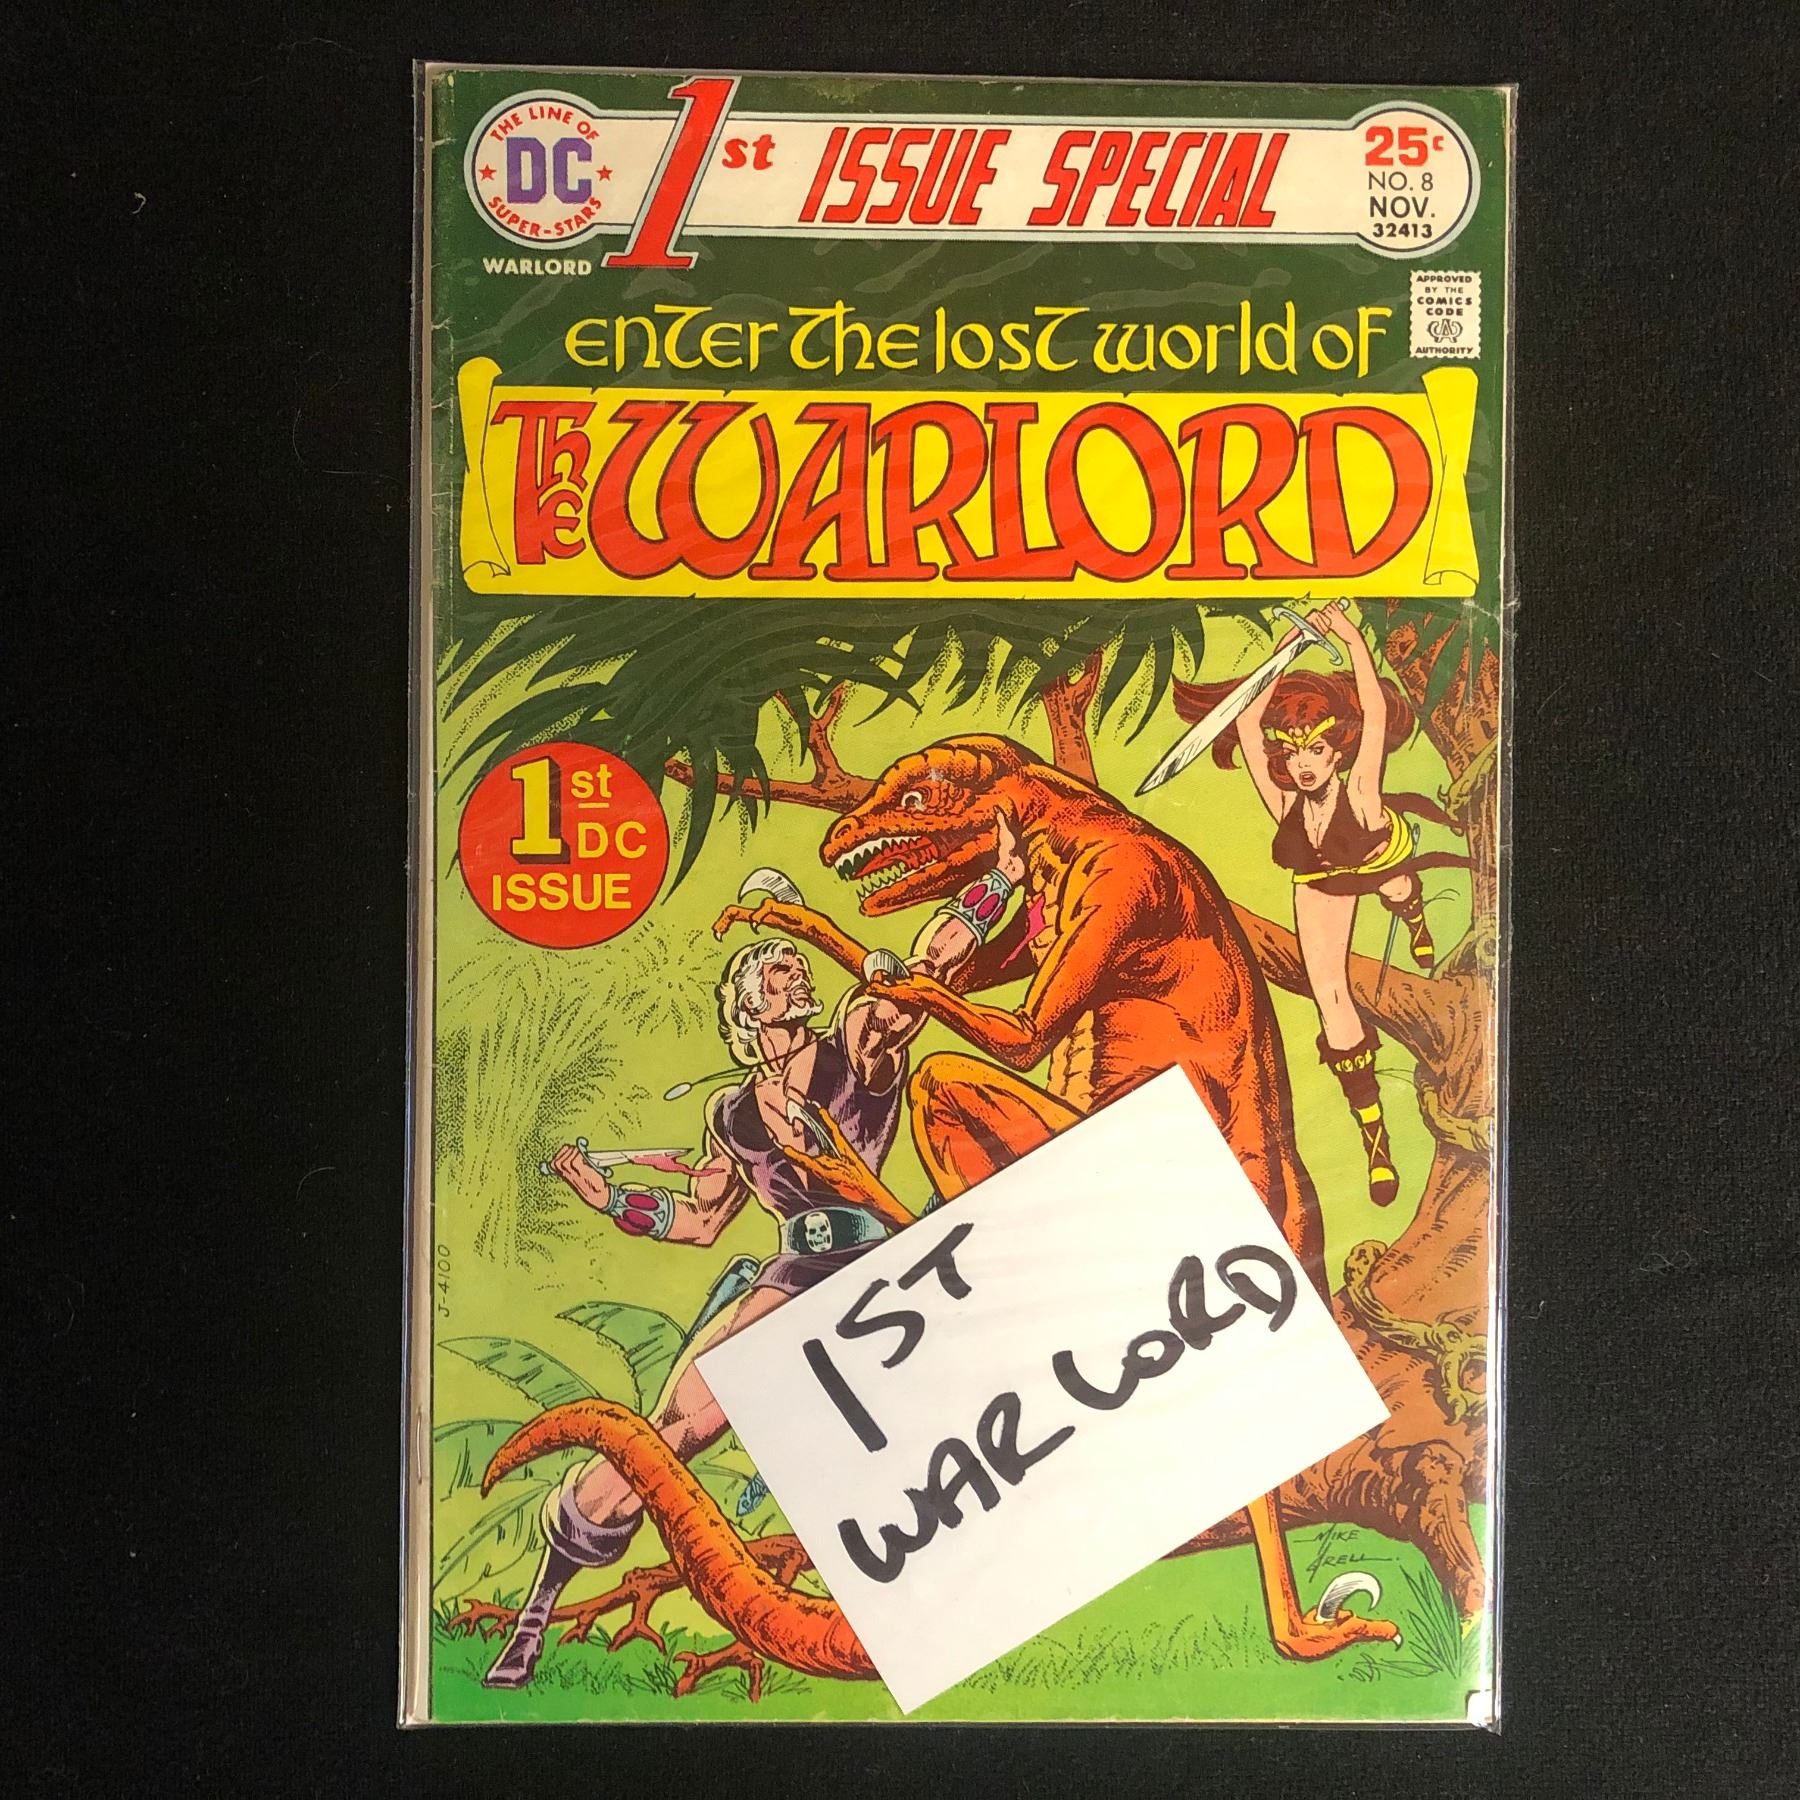 THE LINE OF
DC
SUPER-STARS
1st ISSUE SPECIAL
25¢
NO. 8
NOV.
32413
WARLORD
APPROVED
BY THE
COMICS
CODE
CA
AUTHORITY
enter the lost world of
The WARLORD
1st
DC
ISSUE
J-4100
1ST
WAR LORD
MIKE
GRELL